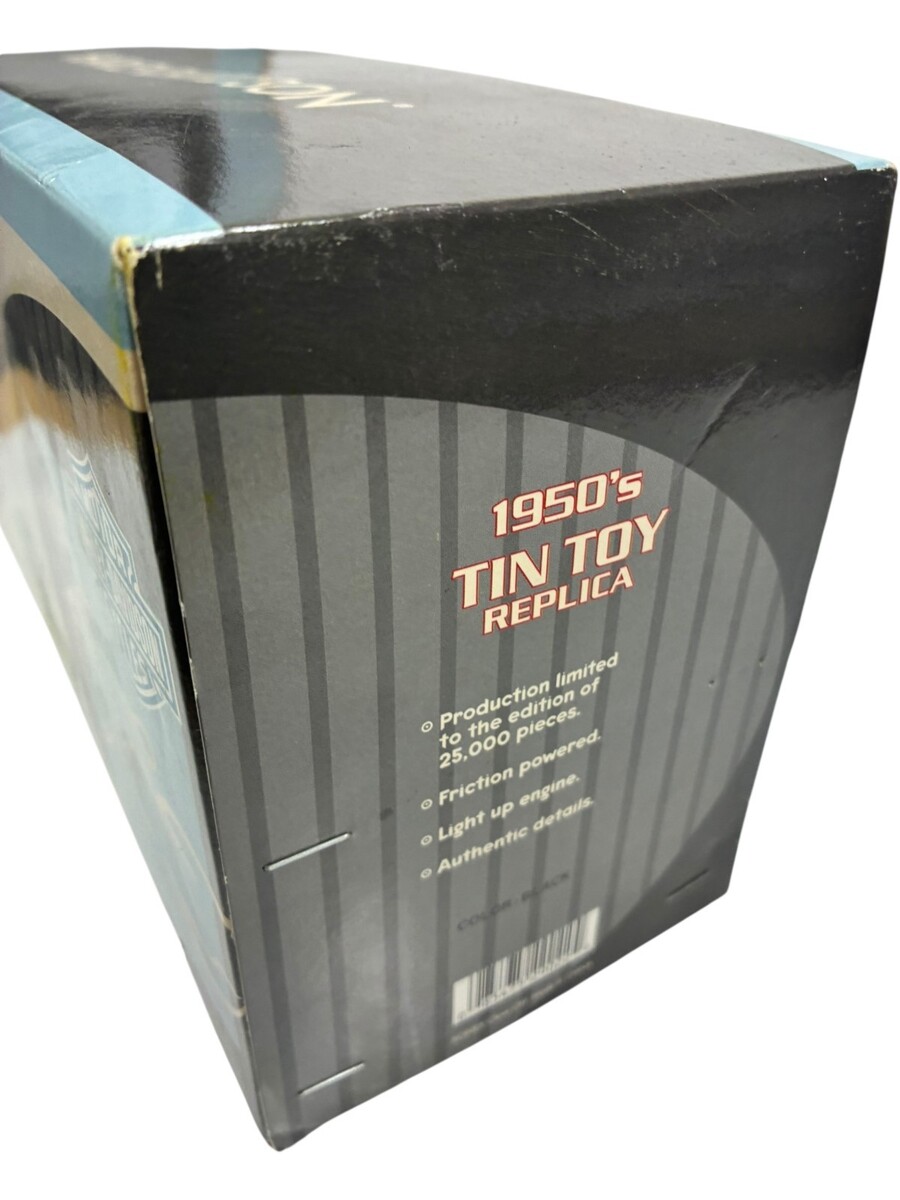 SON
1950's
TIN TOY
REPLICA
Production limited
to the edition of
25,000 pieces.
Friction powered.
Light up engine.
Authentic details.
COLOR: BLACK